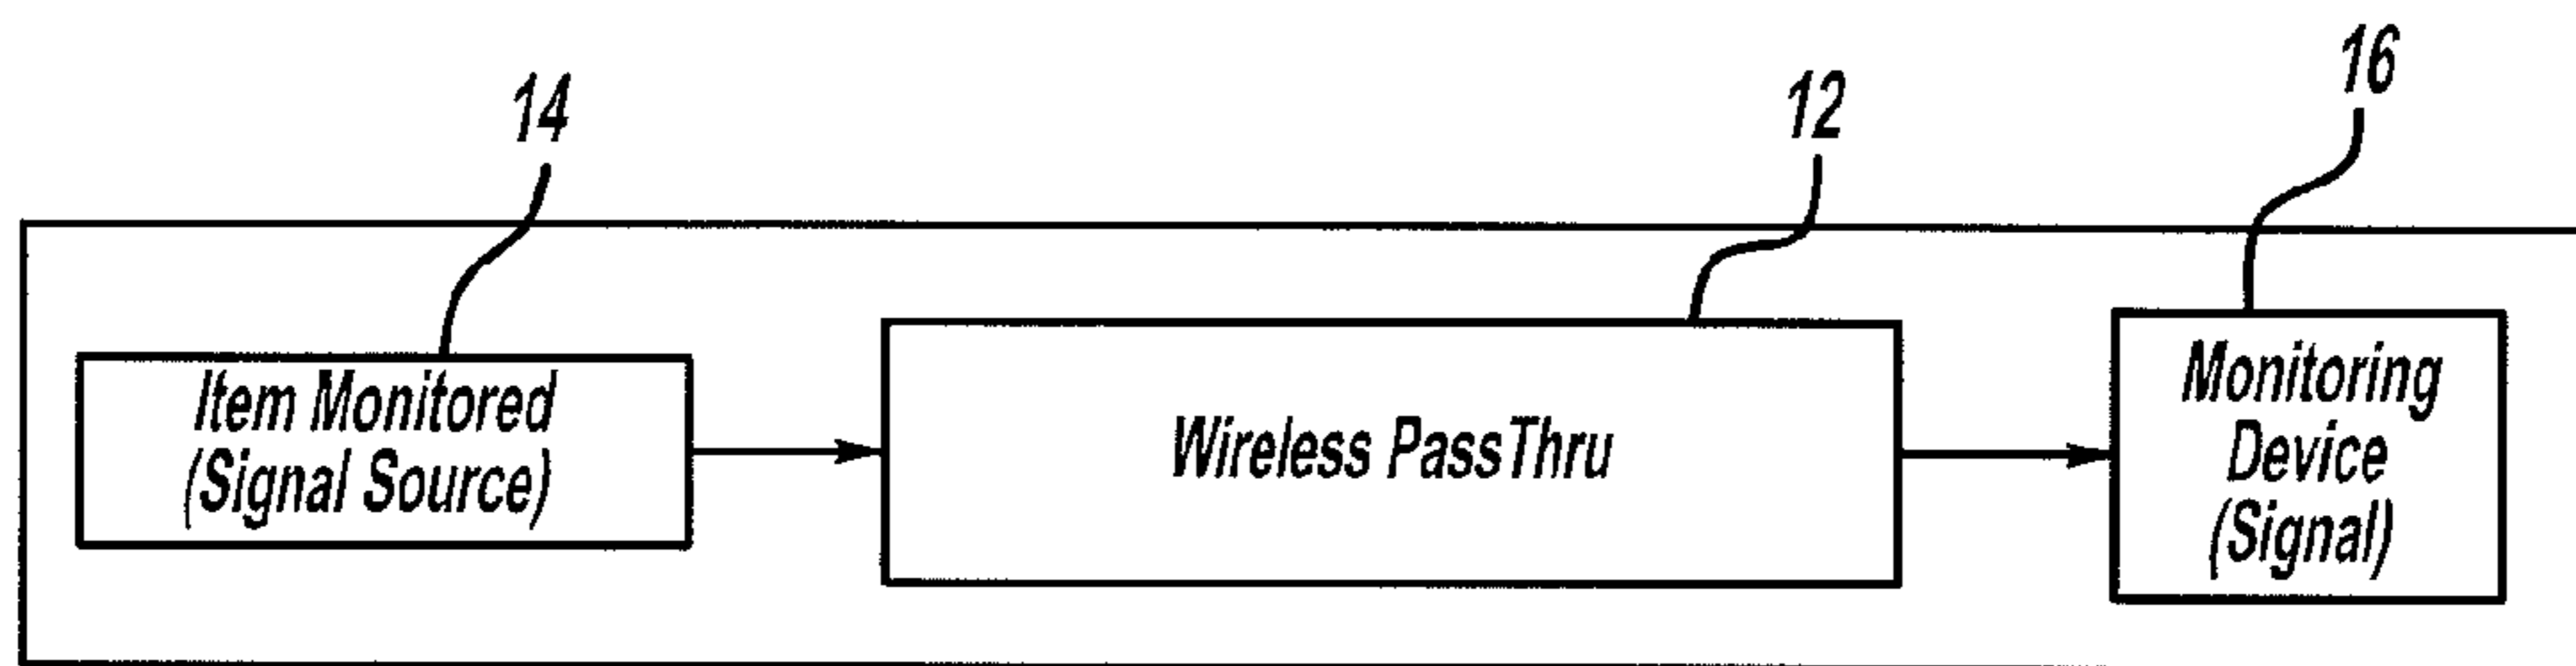 14
12
16
Item Monitored
(Signal Source)
Wireless PassThru
Monitoring
Device
(Signal)